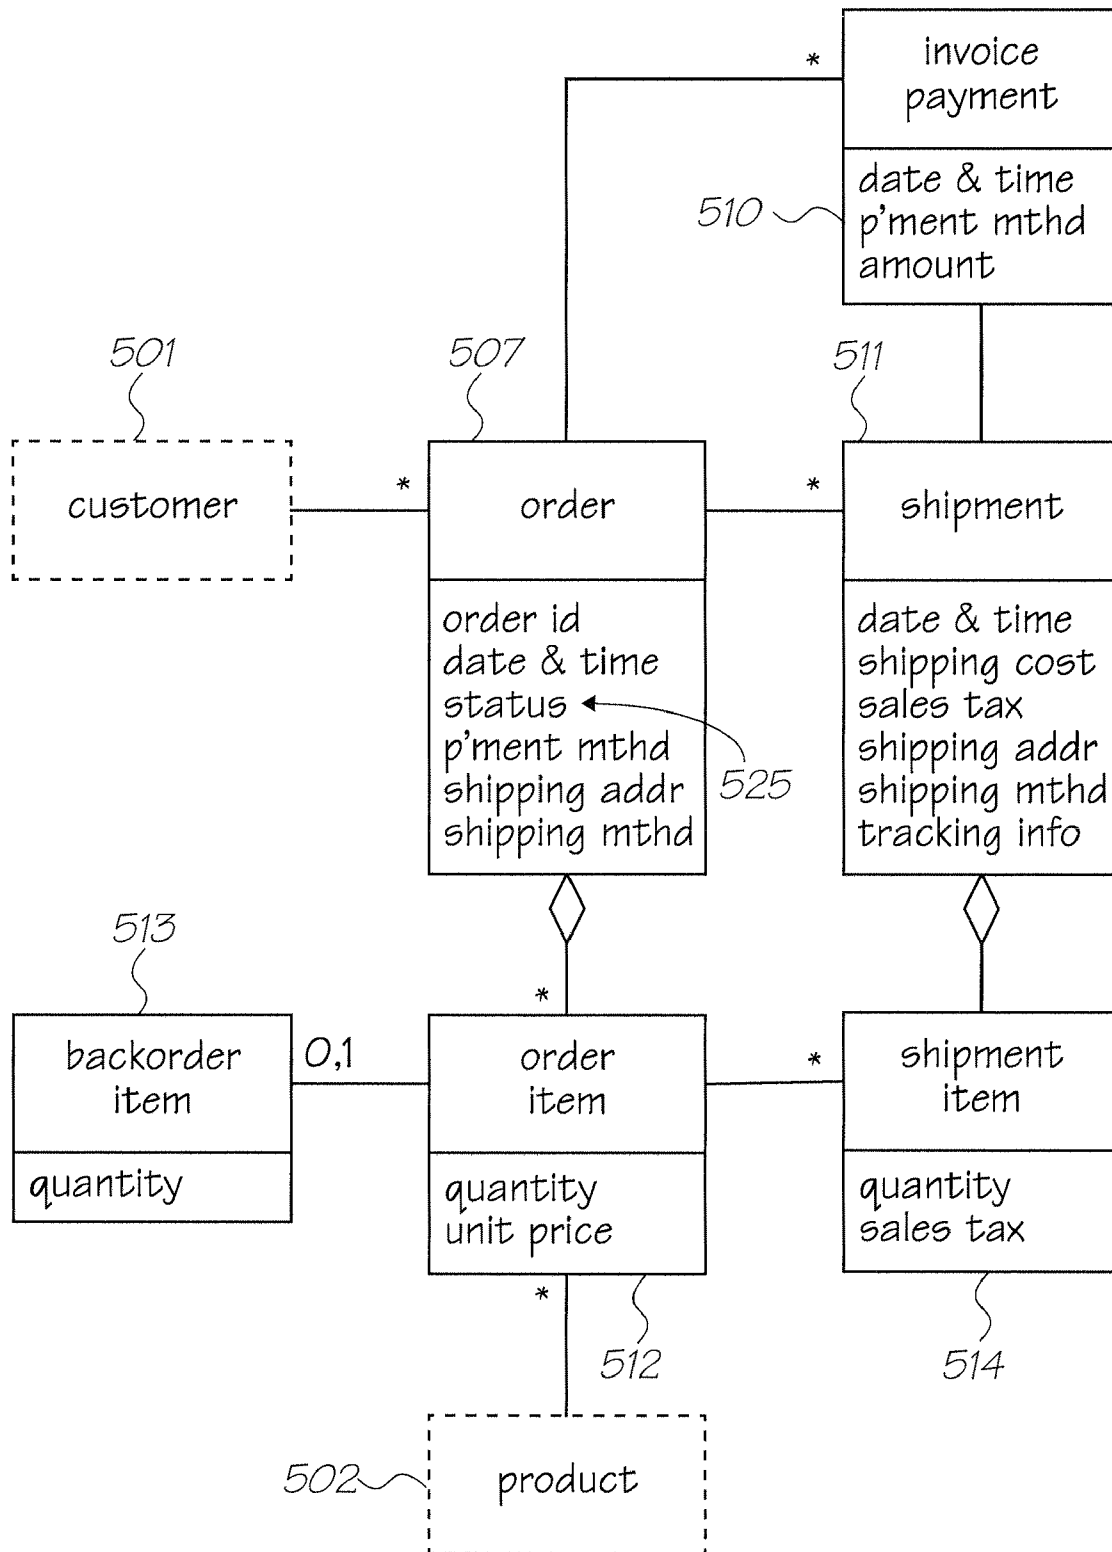 *
invoice
payment
510
date & time
p'ment mthd
amount
501
507
511
customer
*
order
*
shipment
order id
date & time
status
p'ment mthd
shipping addr
shipping mthd
525
date & time
shipping cost
sales tax
shipping addr
shipping mthd
tracking info
513
*
backorder
item
0,1
order
item
*
shipment
item
quantity
quantity
unit price
quantity
sales tax
*
512
514
502
product